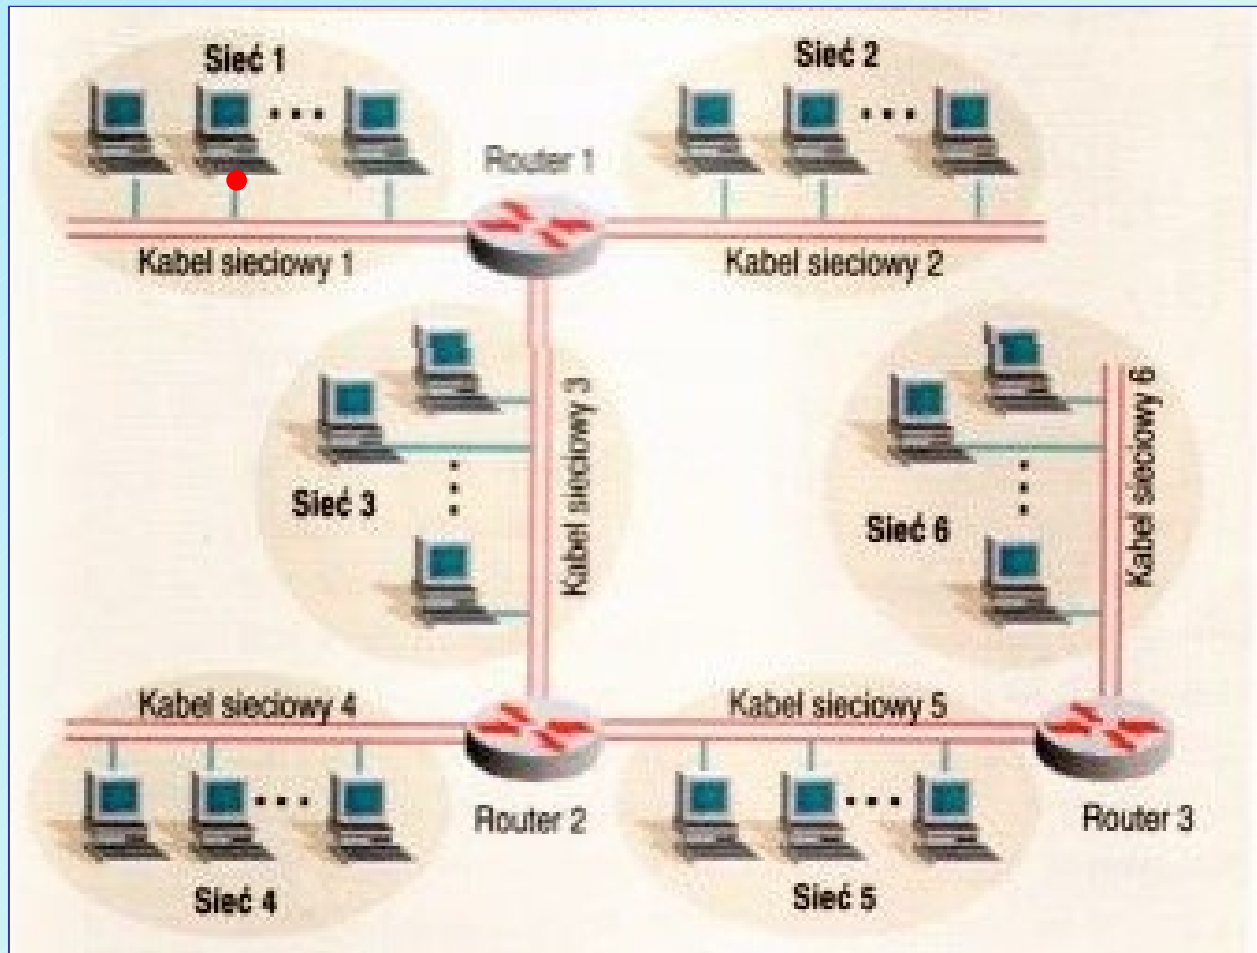 Sieć 1
Sieć 2
Router 1
Kabel sieciowy 1
Kabel sieciowy 2
Kabel sieciowy 3
Sieć 3
Kabel sieciowy 6
Sieć 6
Kabel sieciowy 4
Kabel sieciowy 5
Router 2
Router 3
Sieć 4
Sieć 5